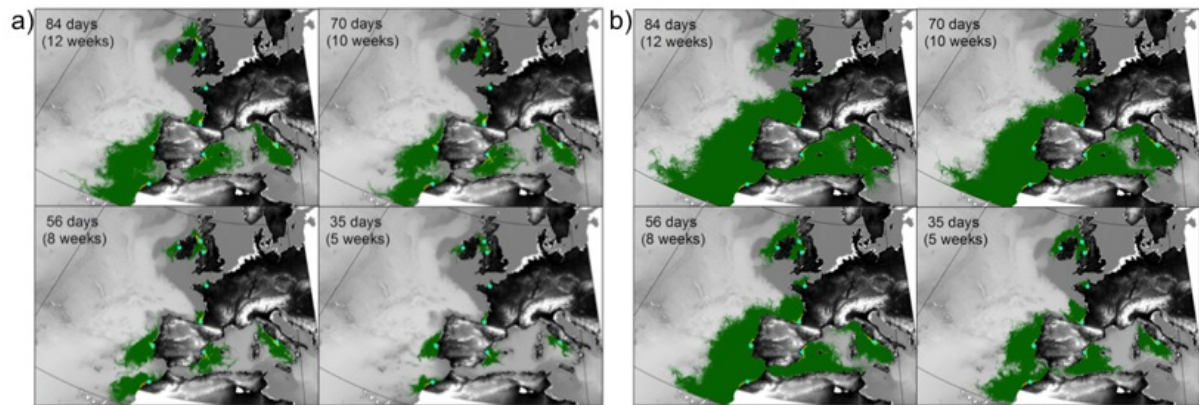 a)
84 days
(12 weeks)
70 days
(10 weeks)
56 days
(8 weeks)
35 days
(5 weeks)
b)
84 days
(12 weeks)
70 days
(10 weeks)
56 days
(8 weeks)
35 days
(5 weeks)